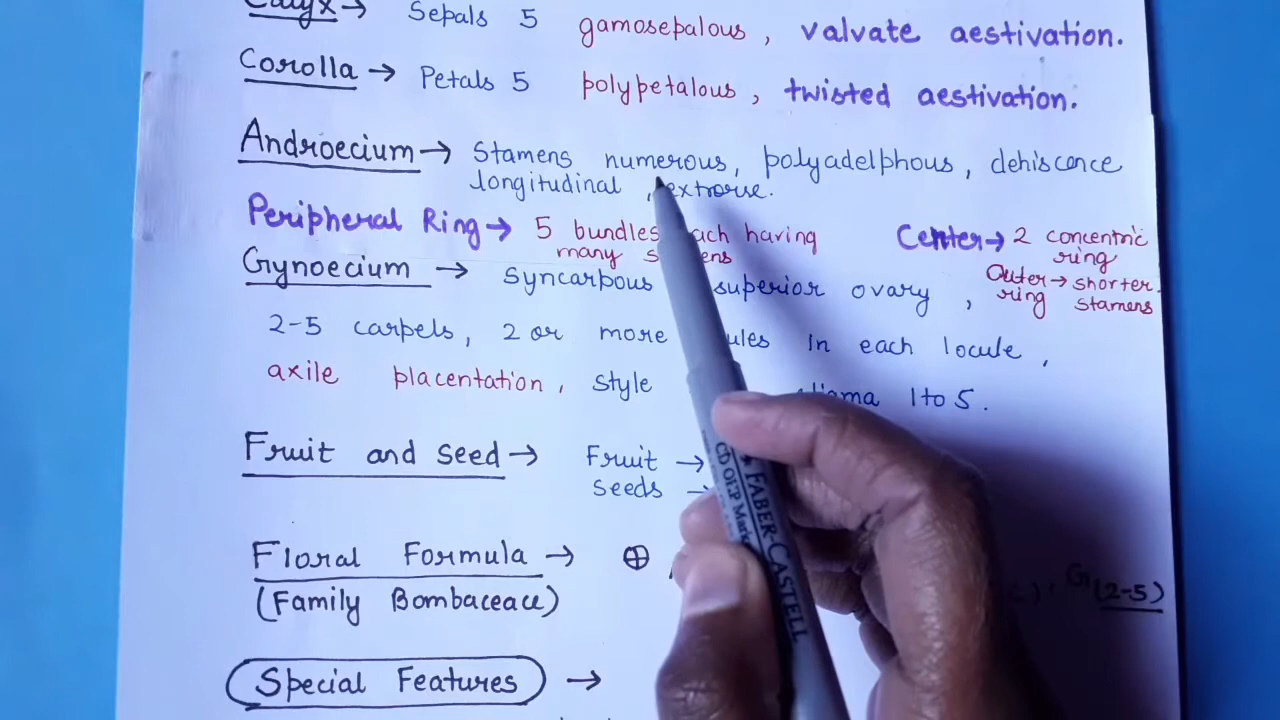 Calyx → Sepals 5 gamosepalous, valvate aestivation.
Corolla → Petals 5 polypetalous, twisted aestivation.
Androecium → Stamens numerous, polyadelphous, dehiscence
longitudinal, extrorse.
Peripheral Ring → 5 bundles having
many
Center → 2 concentric
ring
Outer → shorter
ring stamens
Gynoecium → Syncarpous superior ovary,
2-5 carpels, 2 or more in each locule,
axile placentation, style 1 to 5.
Fruit and seed → Fruit →
seeds →
Floral Formula → ⊕ G(2-5)
(Family Bombaceae)
Special Features →
FABER-CASTELL
CD OHP